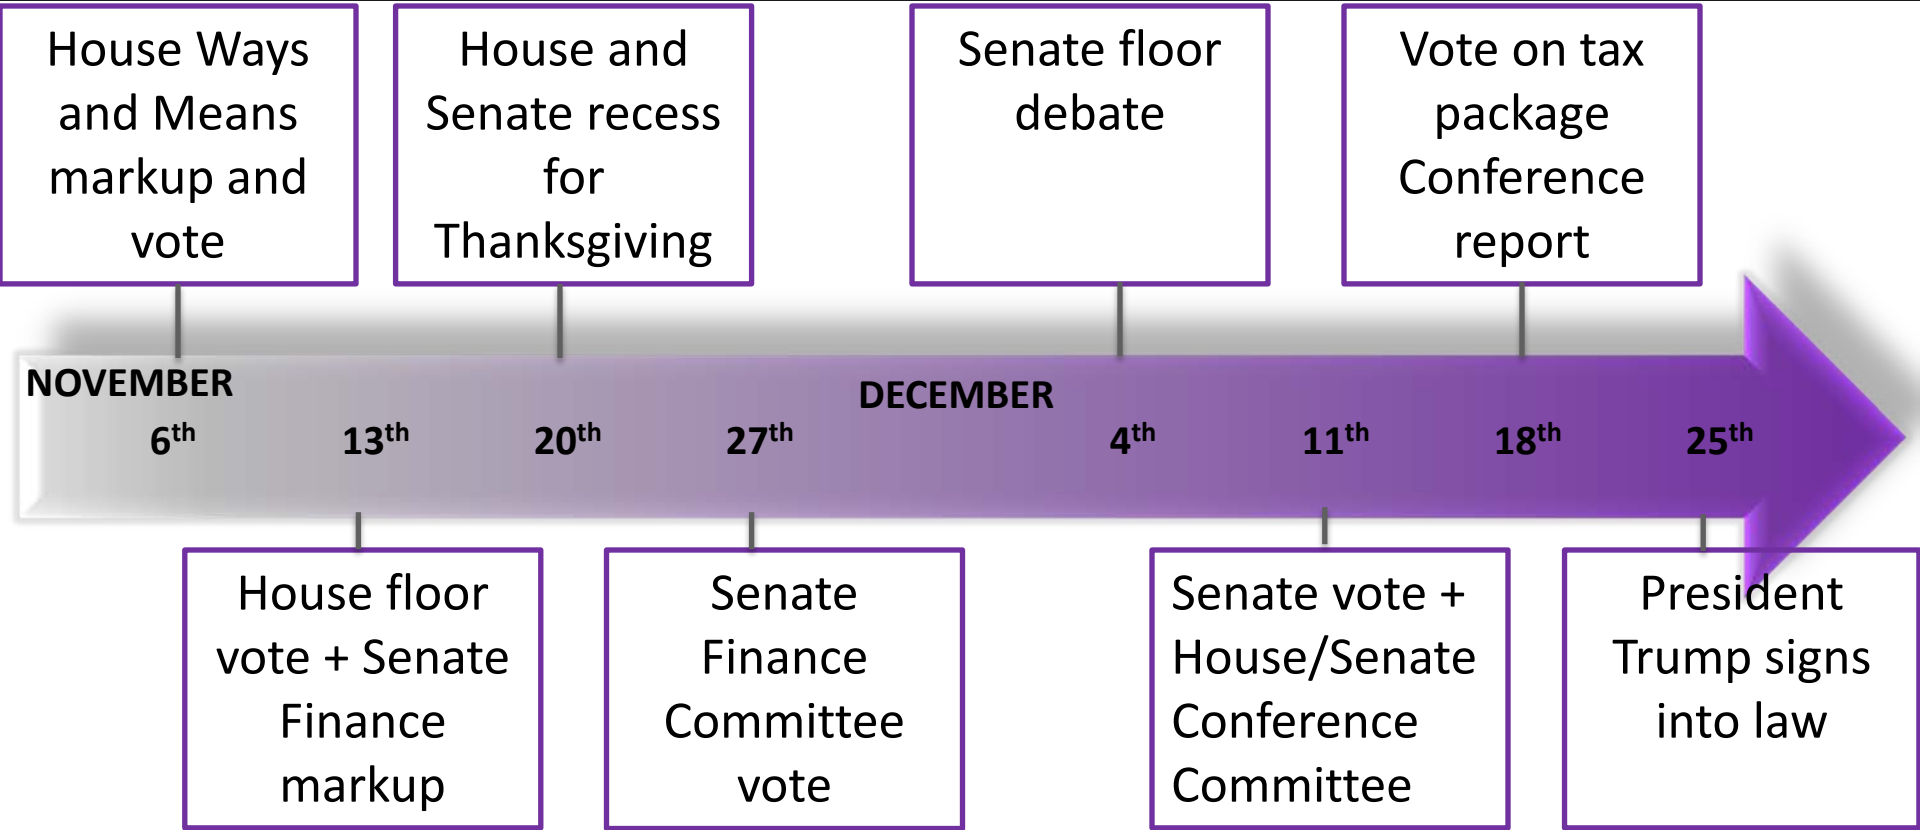 House Ways
and Means
markup and
vote
House and
Senate recess
for
Thanksgiving
Senate floor
debate
Vote on tax
package
Conference
report
NOVEMBER
DECEMBER
6th
13th
20th
27th
4th
11th
18th
25th
House floor
vote + Senate
Finance
markup
Senate
Finance
Committee
vote
Senate vote +
House/Senate
Conference
Committee
President
Trump signs
into law